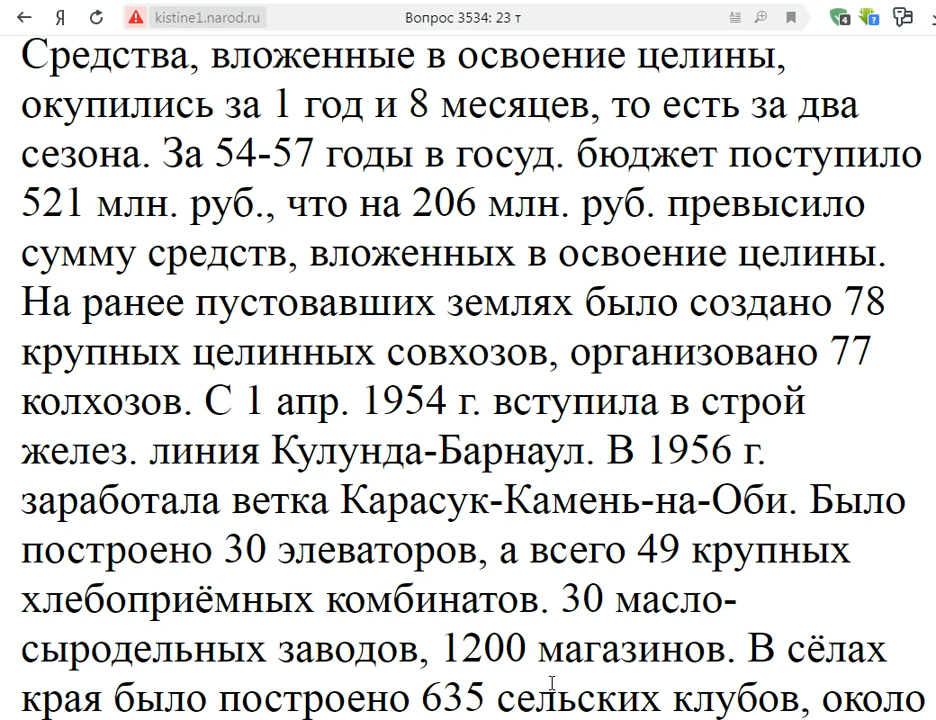 kistine1.narod.ru
Вопрос 3534: 23 т
4
?
Средства, вложенные в освоение целины,
окупились за 1 год и 8 месяцев, то есть за два
сезона. За 54-57 годы в госуд. бюджет поступило
521 млн. руб., что на 206 млн. руб. превысило
сумму средств, вложенных в освоение целины.
На ранее пустовавших землях было создано 78
крупных целинных совхозов, организовано 77
колхозов. С 1 апр. 1954 г. вступила в строй
желез. линия Кулунда-Барнаул. В 1956 г.
заработала ветка Карасук-Камень-на-Оби. Было
построено 30 элеваторов, а всего 49 крупных
хлебоприёмных комбинатов. 30 масло-
сыродельных заводов, 1200 магазинов. В сёлах
края было построено 635 сельских клубов, около